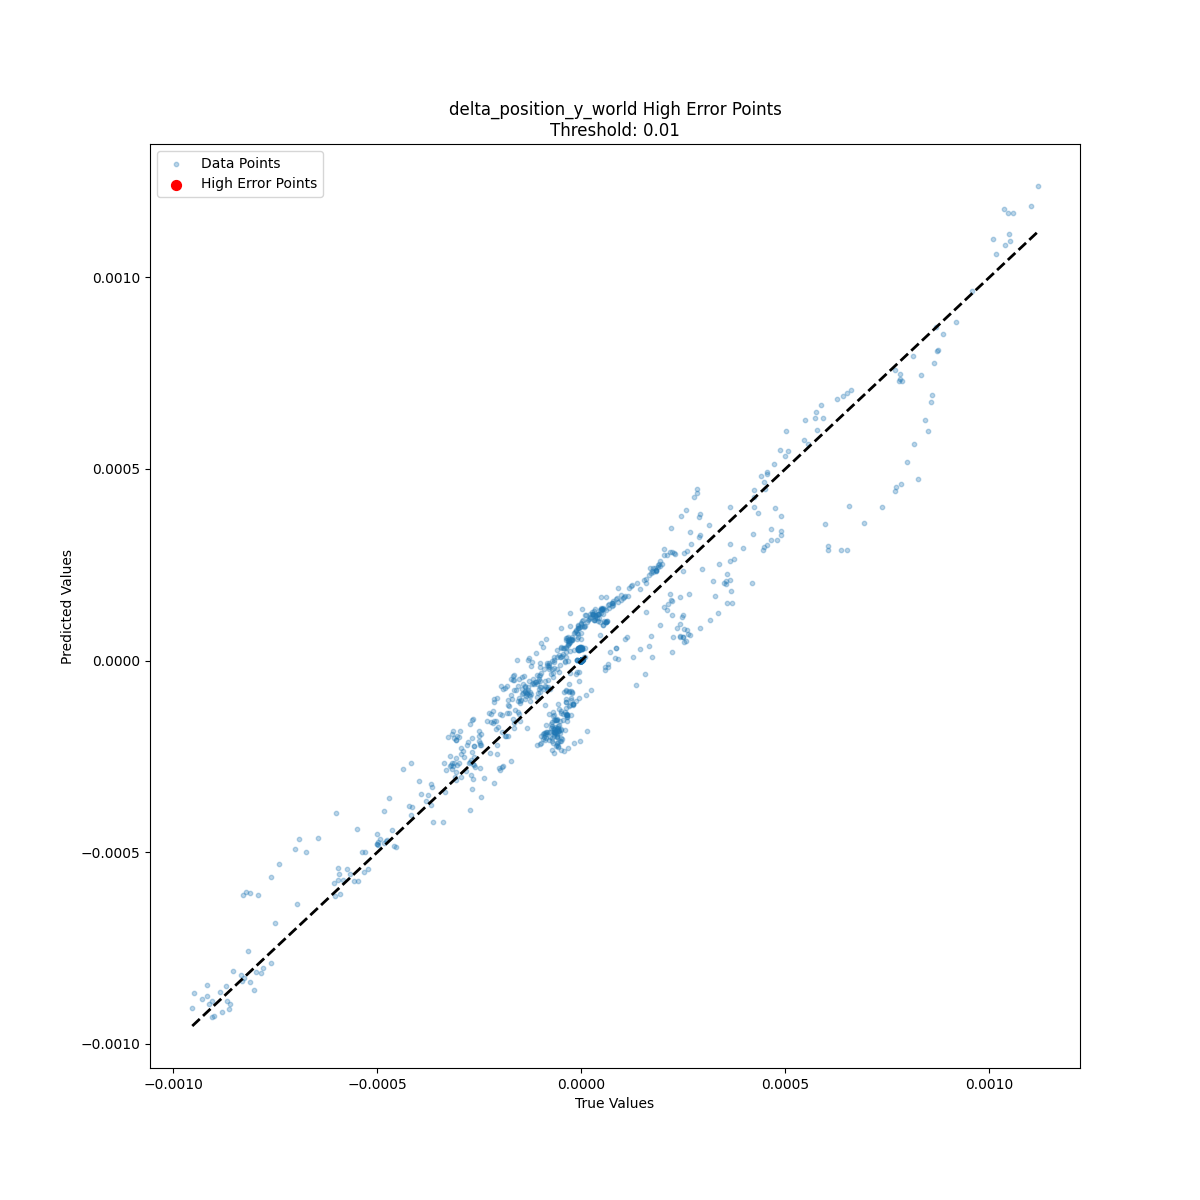 delta_position_y_world High Error Points
Threshold: 0.01
Data Points
High Error Points
Predicted Values
0.0010
0.0005
0.0000
−0.0005
−0.0010
−0.0010
−0.0005
0.0000
0.0005
0.0010
True Values